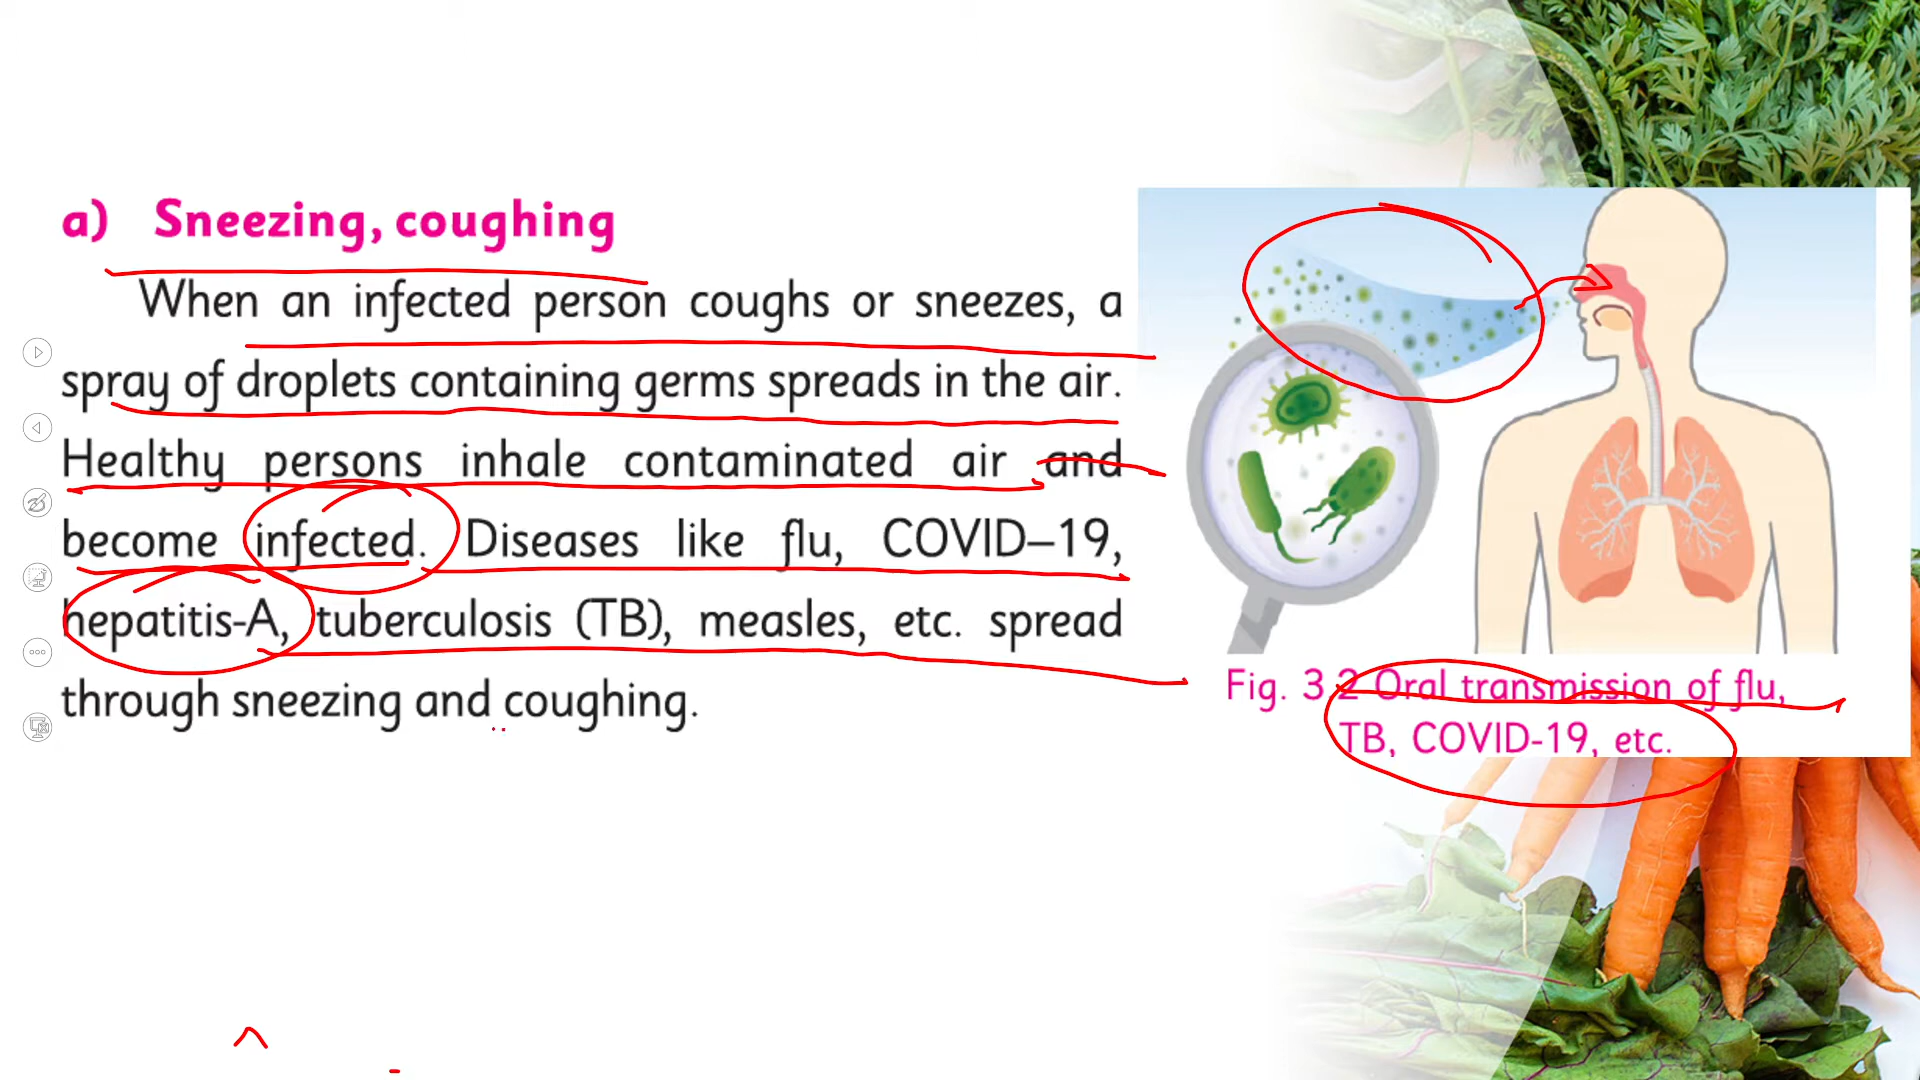 a) Sneezing, coughing
When an infected person coughs or sneezes, a
spray of droplets containing germs spreads in the air.
Healthy persons inhale contaminated air and
become infected. Diseases like flu, COVID–19,
hepatitis-A, tuberculosis (TB), measles, etc. spread
through sneezing and coughing.
Fig. 3.2 Oral transmission of flu,
TB, COVID-19, etc.